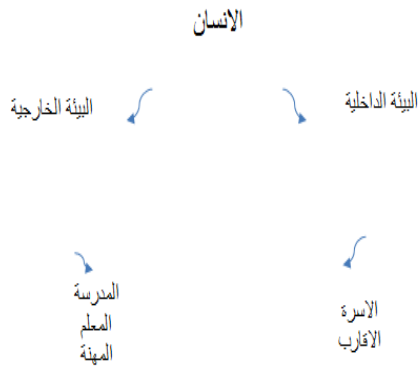 الانسان
البيئة الداخلية
البيئة الخارجية
الاسرة
الاقارب
المدرسة
المعلم
المهنة